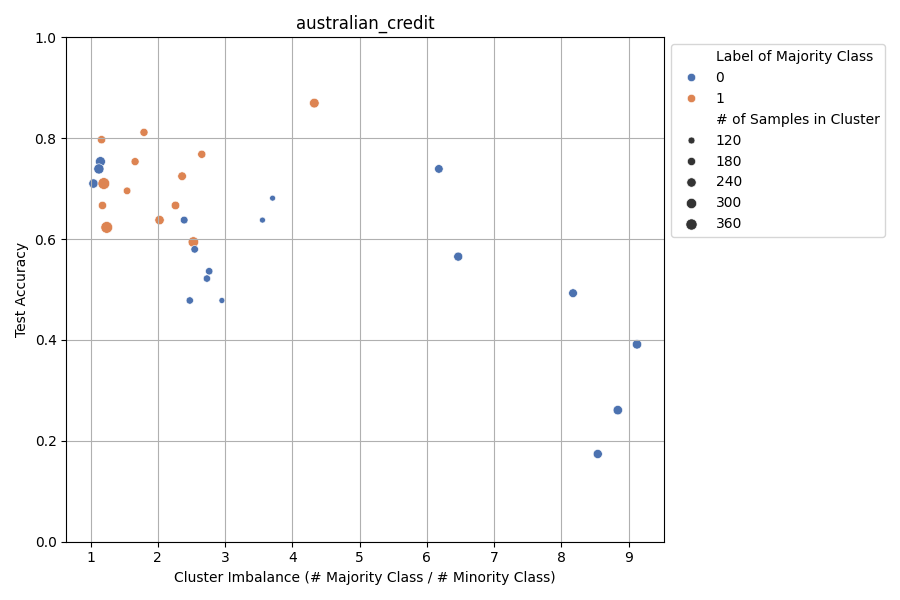 australian_credit
1.0
0.8
0.6
0.4
0.2
0.0
Test Accuracy
1 2 3 4 5 6 7 8 9
Cluster Imbalance (# Majority Class / # Minority Class)
Label of Majority Class
0
1
# of Samples in Cluster
120
180
240
300
360